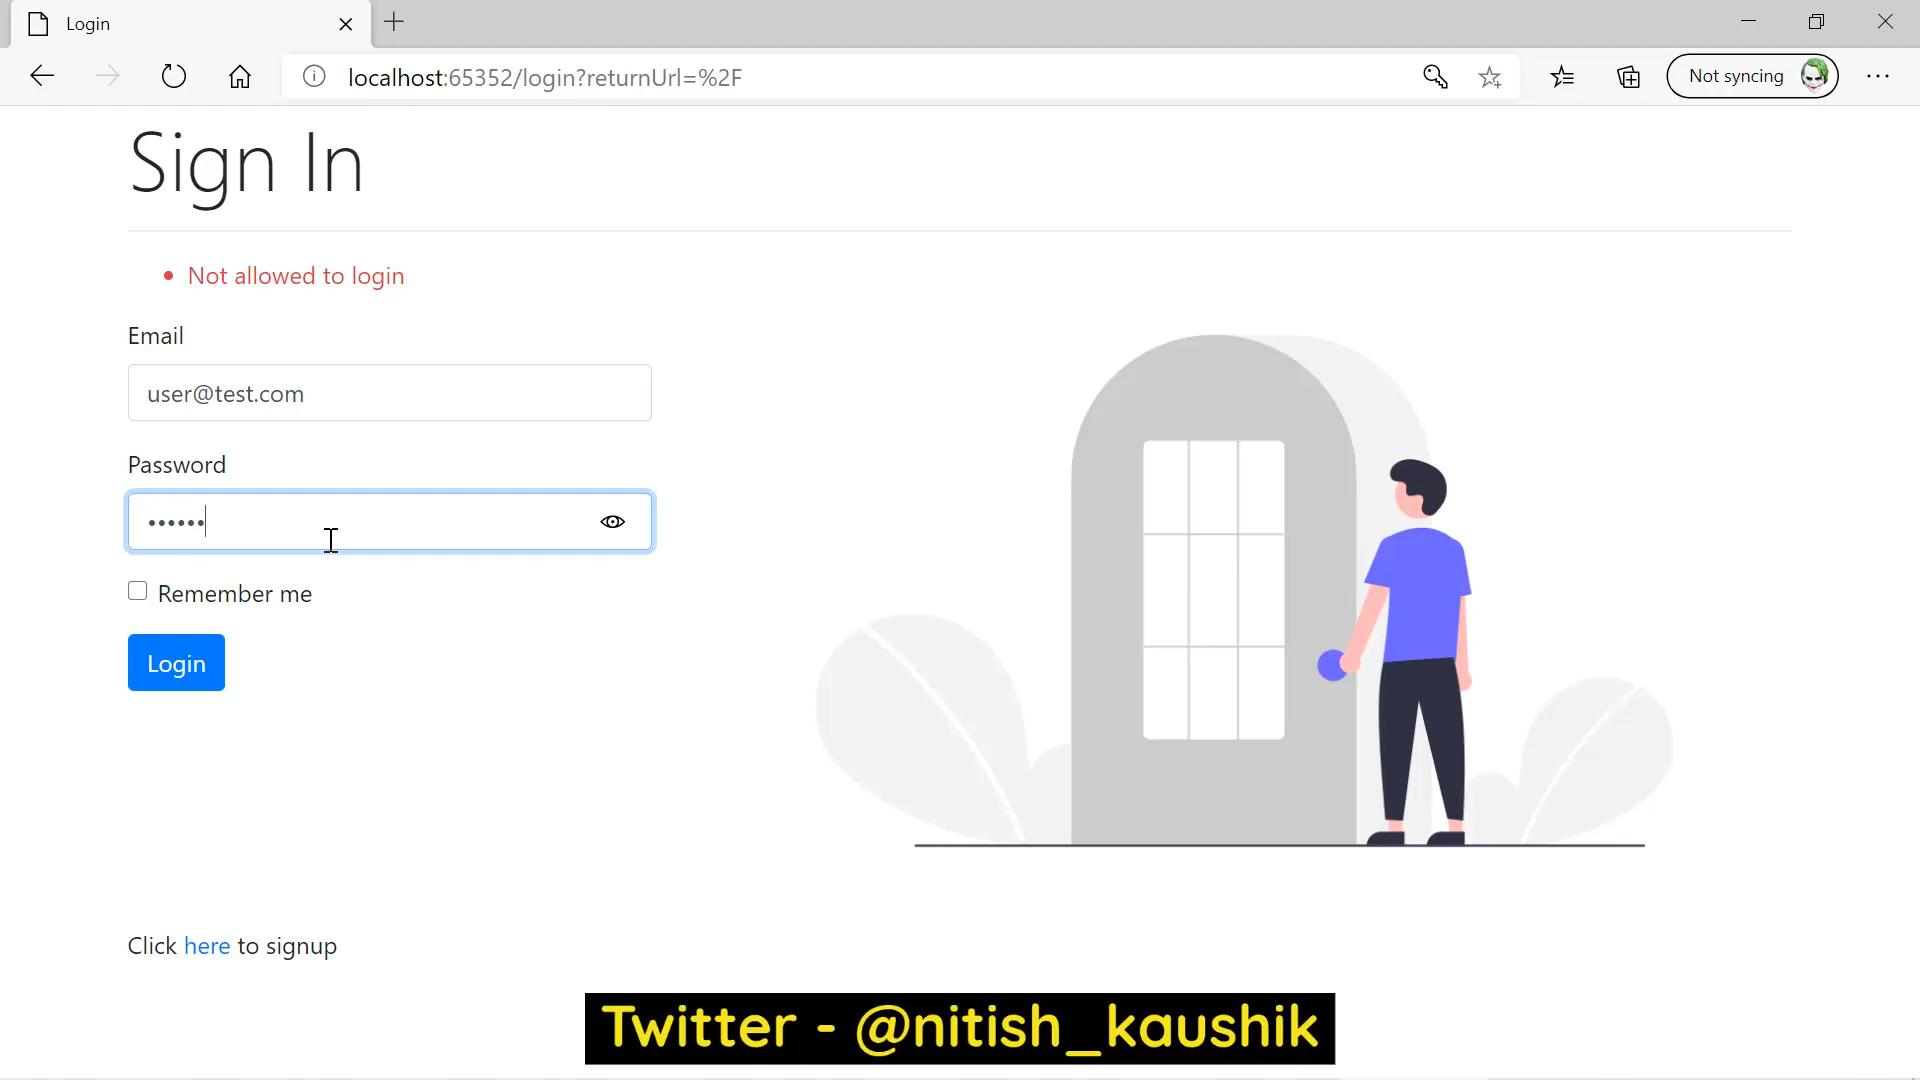 Login
localhost:65352/login?returnUrl=%2F
Not syncing
Sign In
Not allowed to login
Email
user@test.com
Password
••••••
Remember me
Login
Click here to signup
Twitter - @nitish_kaushik